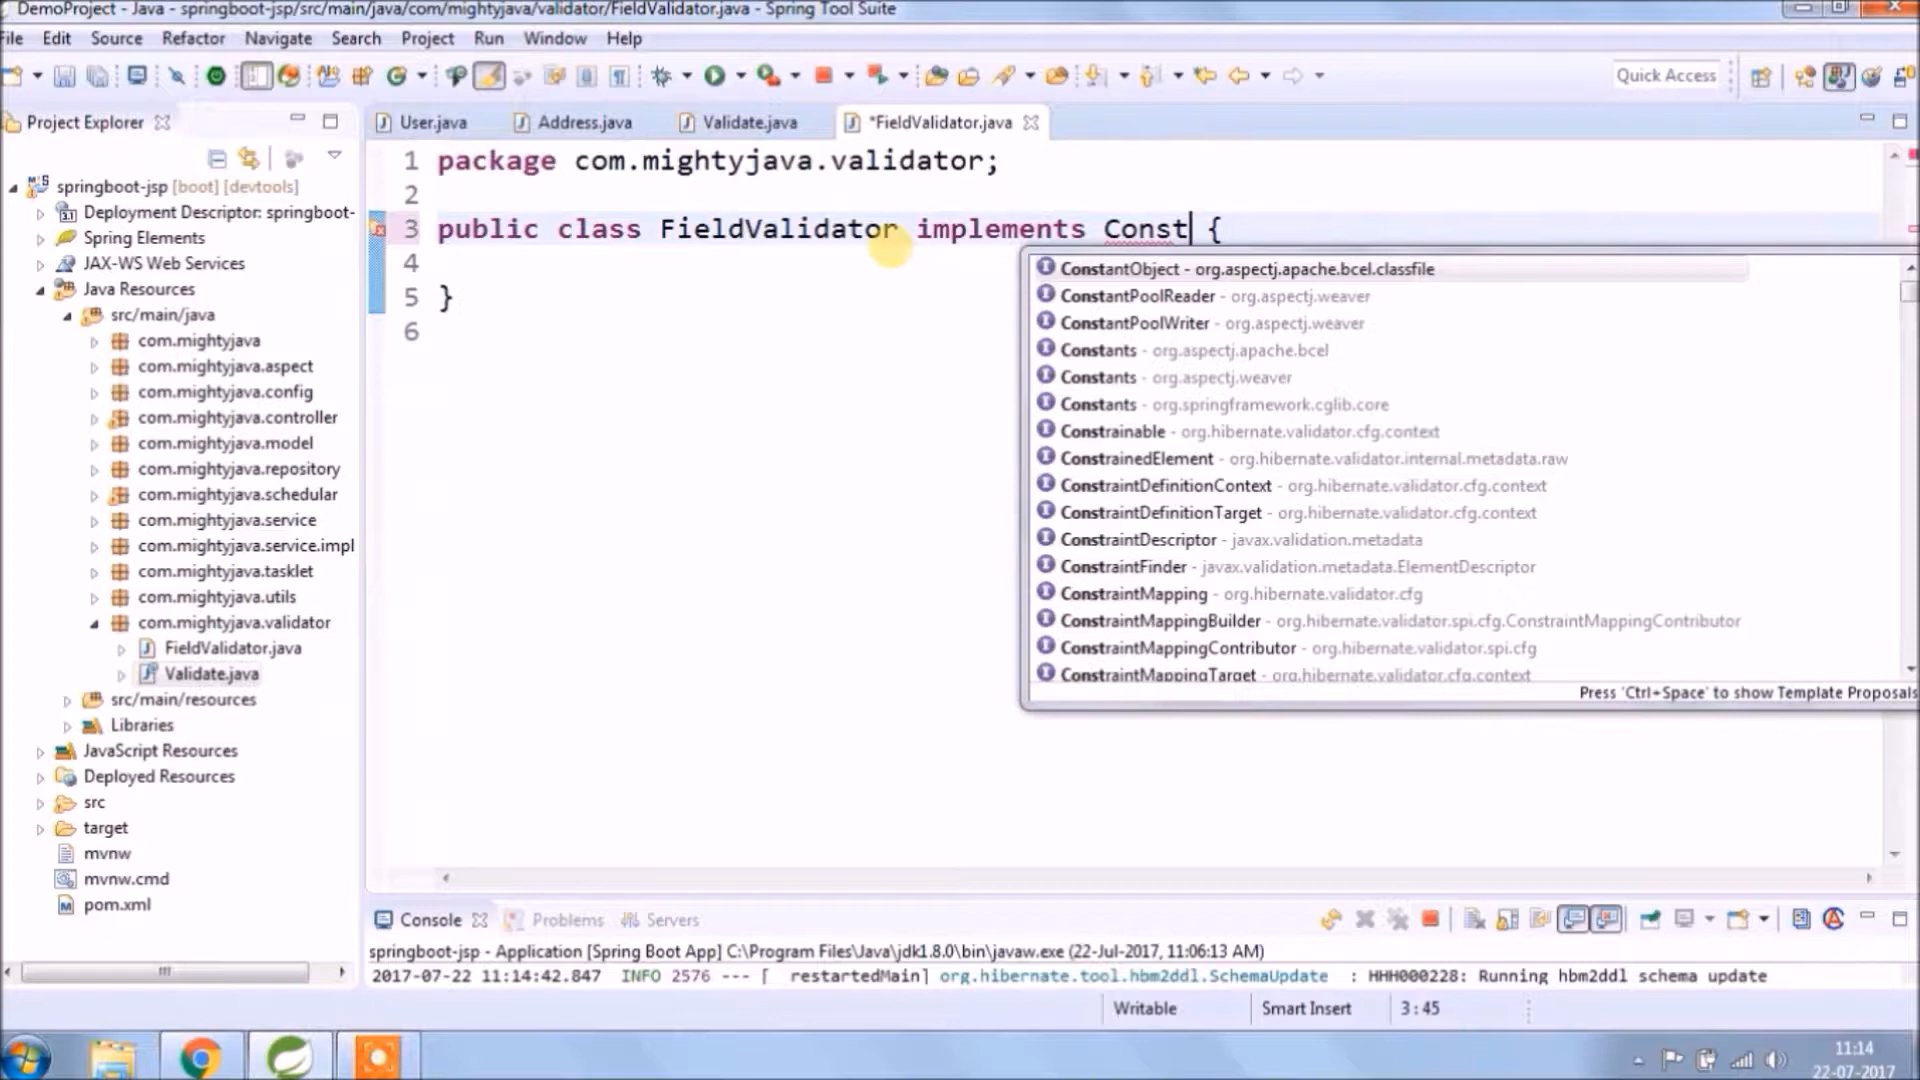 DemoProject - Java - springboot-jsp/src/main/java/com/mightyjava/validator/FieldValidator.java - Spring Tool Suite
File Edit Source Refactor Navigate Search Project Run Window Help
Quick Access
Project Explorer
User.java Address.java Validate.java *FieldValidator.java
springboot-jsp [boot] [devtools]
Deployment Descriptor: springboot-
Spring Elements
JAX-WS Web Services
Java Resources
src/main/java
com.mightyjava
com.mightyjava.aspect
com.mightyjava.config
com.mightyjava.controller
com.mightyjava.model
com.mightyjava.repository
com.mightyjava.schedular
com.mightyjava.service
com.mightyjava.service.impl
com.mightyjava.tasklet
com.mightyjava.utils
com.mightyjava.validator
FieldValidator.java
Validate.java
src/main/resources
Libraries
JavaScript Resources
Deployed Resources
src
target
mvnw
mvnw.cmd
pom.xml
1 package com.mightyjava.validator;
2
3 public class FieldValidator implements Const {
4
5 }
6
ConstantObject - org.aspectj.apache.bcel.classfile
ConstantPoolReader - org.aspectj.weaver
ConstantPoolWriter - org.aspectj.weaver
Constants - org.aspectj.apache.bcel
Constants - org.aspectj.weaver
Constants - org.springframework.cglib.core
Constrainable - org.hibernate.validator.cfg.context
ConstrainedElement - org.hibernate.validator.internal.metadata.raw
ConstraintDefinitionContext - org.hibernate.validator.cfg.context
ConstraintDefinitionTarget - org.hibernate.validator.cfg.context
ConstraintDescriptor - javax.validation.metadata
ConstraintFinder - javax.validation.metadata.ElementDescriptor
ConstraintMapping - org.hibernate.validator.cfg
ConstraintMappingBuilder - org.hibernate.validator.spi.cfg.ConstraintMappingContributor
ConstraintMappingContributor - org.hibernate.validator.spi.cfg
ConstraintMappingTarget - org.hibernate.validator.cfg.context
Press 'Ctrl+Space' to show Template Proposals
Console Problems Servers
springboot-jsp - Application [Spring Boot App] C:\Program Files\Java\jdk1.8.0\bin\javaw.exe (22-Jul-2017, 11:06:13 AM)
2017-07-22 11:14:42.847 INFO 2576 --- [ restartedMain] org.hibernate.tool.hbm2ddl.SchemaUpdate : HHH000228: Running hbm2ddl schema update
Writable Smart Insert 3 : 45
11:14
22-07-2017